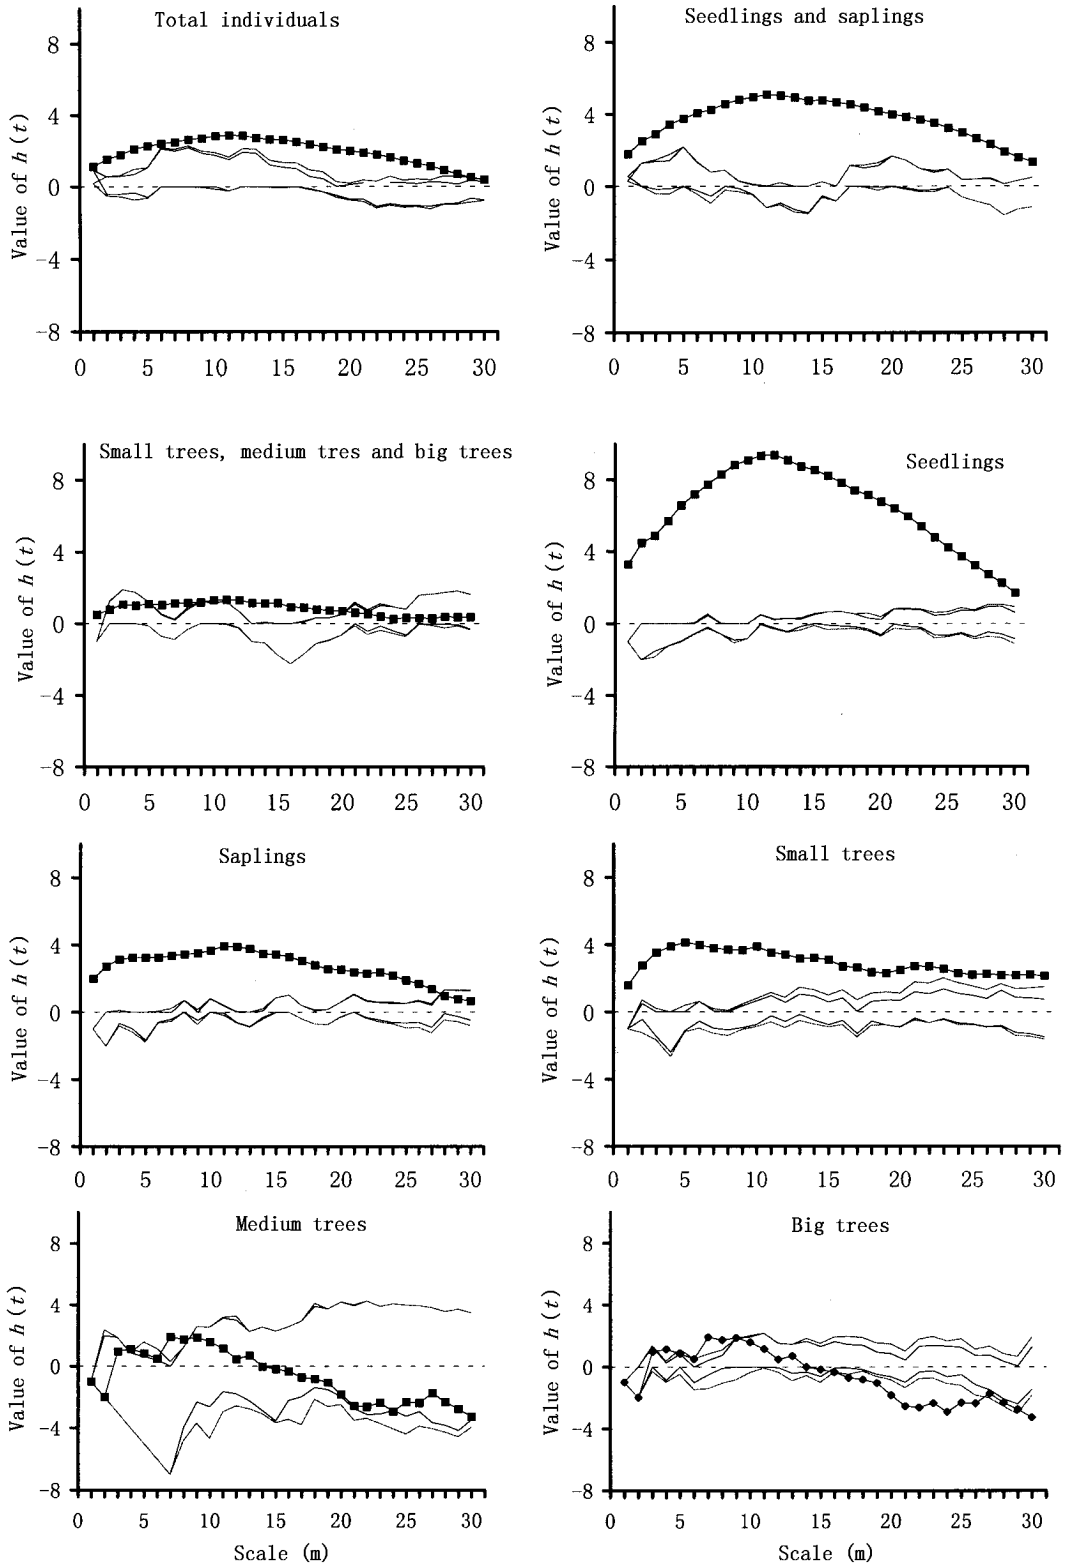 Total individuals
Value of h(t)
8
4
0
-4
-8
0 5 10 15 20 25 30
Seedlings and saplings
Value of h(t)
8
4
0
-4
-8
0 5 10 15 20 25 30
Small trees, medium tres and big trees
Value of h(t)
8
4
0
-4
-8
0 5 10 15 20 25 30
Seedlings
Value of h(t)
8
4
0
-4
-8
0 5 10 15 20 25 30
Saplings
Value of h(t)
8
4
0
-4
-8
0 5 10 15 20 25 30
Small trees
Value of h(t)
8
4
0
-4
-8
0 5 10 15 20 25 30
Medium trees
Value of h(t)
8
4
0
-4
-8
0 5 10 15 20 25 30
Scale (m)
Big trees
Value of h(t)
8
4
0
-4
-8
0 5 10 15 20 25 30
Scale (m)